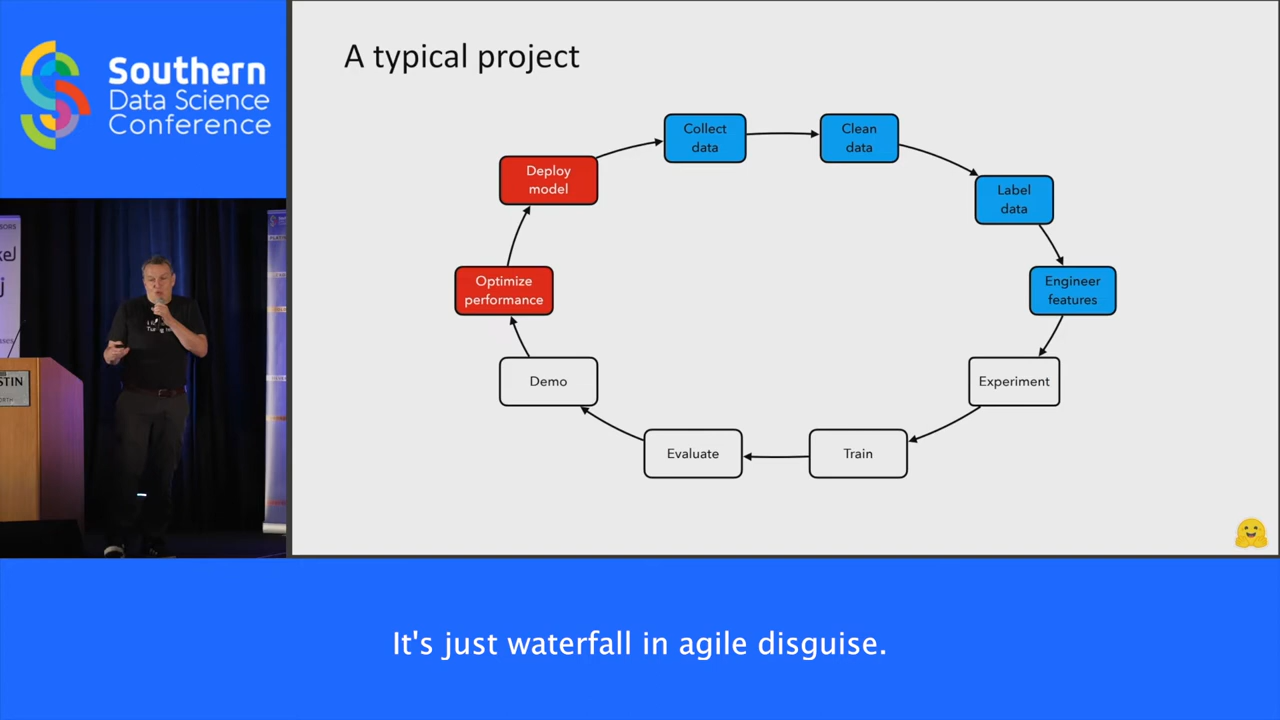 Southern
Data Science
Conference
A typical project
Collect
data
Clean
data
Label
data
Engineer
features
Experiment
Train
Evaluate
Demo
Optimize
performance
Deploy
model
It's just waterfall in agile disguise.